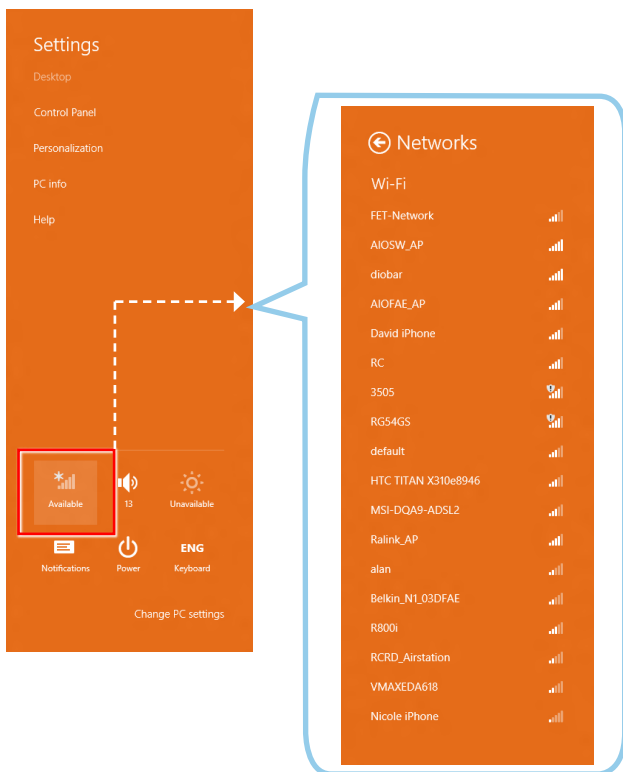 Settings
Desktop
Control Panel
Personalization
PC info
Help
Available
13
Unavailable
Notifications
Power
ENG
Keyboard
Change PC settings
Networks
Wi-Fi
FET-Network
AIOSW_AP
diobar
AIOFAE_AP
David iPhone
RC
3505
RG54GS
default
HTC TITAN X310e8946
MSI-DQA9-ADSL2
Ralink_AP
alan
Belkin_N1_03DFAE
R800i
RCRD_Airstation
VMAXEDA618
Nicole iPhone